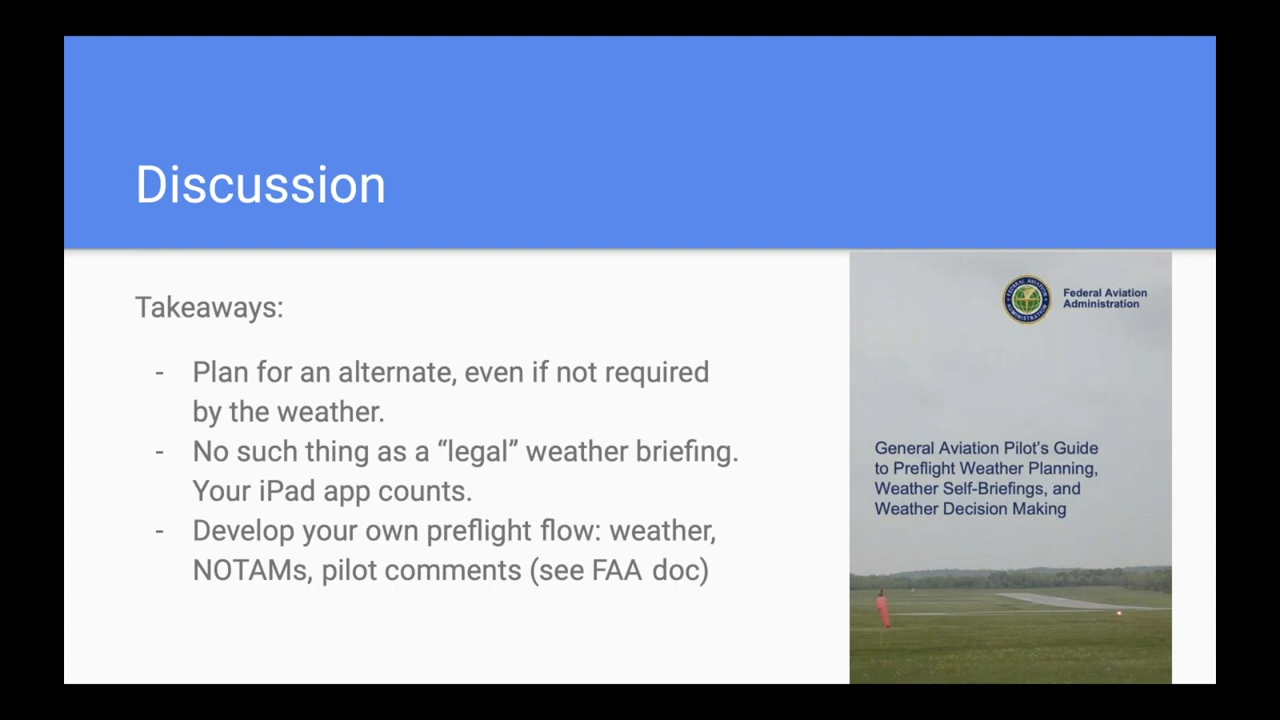 Discussion
Takeaways:
- Plan for an alternate, even if not required
by the weather.
- No such thing as a “legal” weather briefing.
Your iPad app counts.
- Develop your own preflight flow: weather,
NOTAMs, pilot comments (see FAA doc)
Federal Aviation
Administration
General Aviation Pilot’s Guide
to Preflight Weather Planning,
Weather Self-Briefings, and
Weather Decision Making